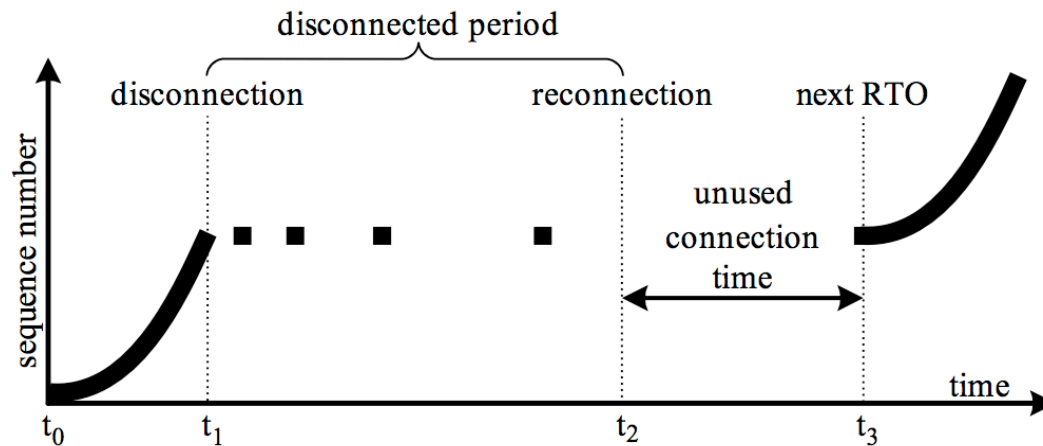 disconnected period
disconnection
reconnection
next RTO
sequence number
unused
connection
time
time
t0
t1
t2
t3